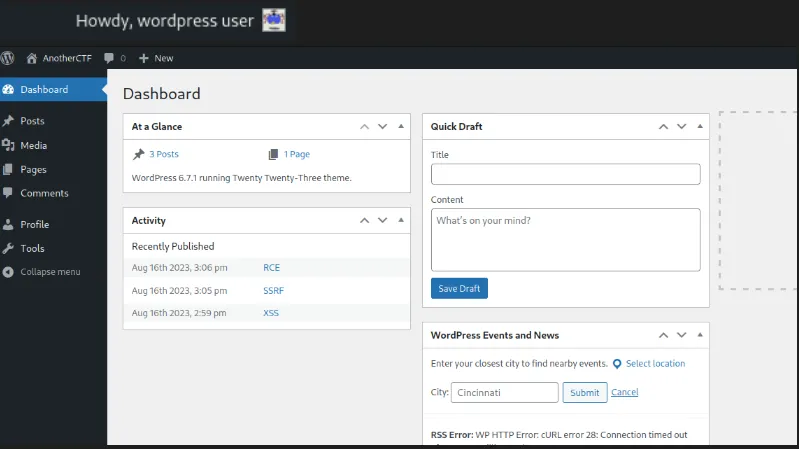 Howdy, wordpress user
AnotherCTF 0 New
Dashboard
Posts
Media
Pages
Comments
Profile
Tools
Collapse menu
Dashboard
At a Glance
3 Posts 1 Page
WordPress 6.7.1 running Twenty Twenty-Three theme.
Activity
Recently Published
Aug 16th 2023, 3:06 pm RCE
Aug 16th 2023, 3:05 pm SSRF
Aug 16th 2023, 2:59 pm XSS
Quick Draft
Title
Content
What's on your mind?
Save Draft
WordPress Events and News
Enter your closest city to find nearby events. Select location
City: Cincinnati Submit Cancel
RSS Error: WP HTTP Error: cURL error 28: Connection timed out